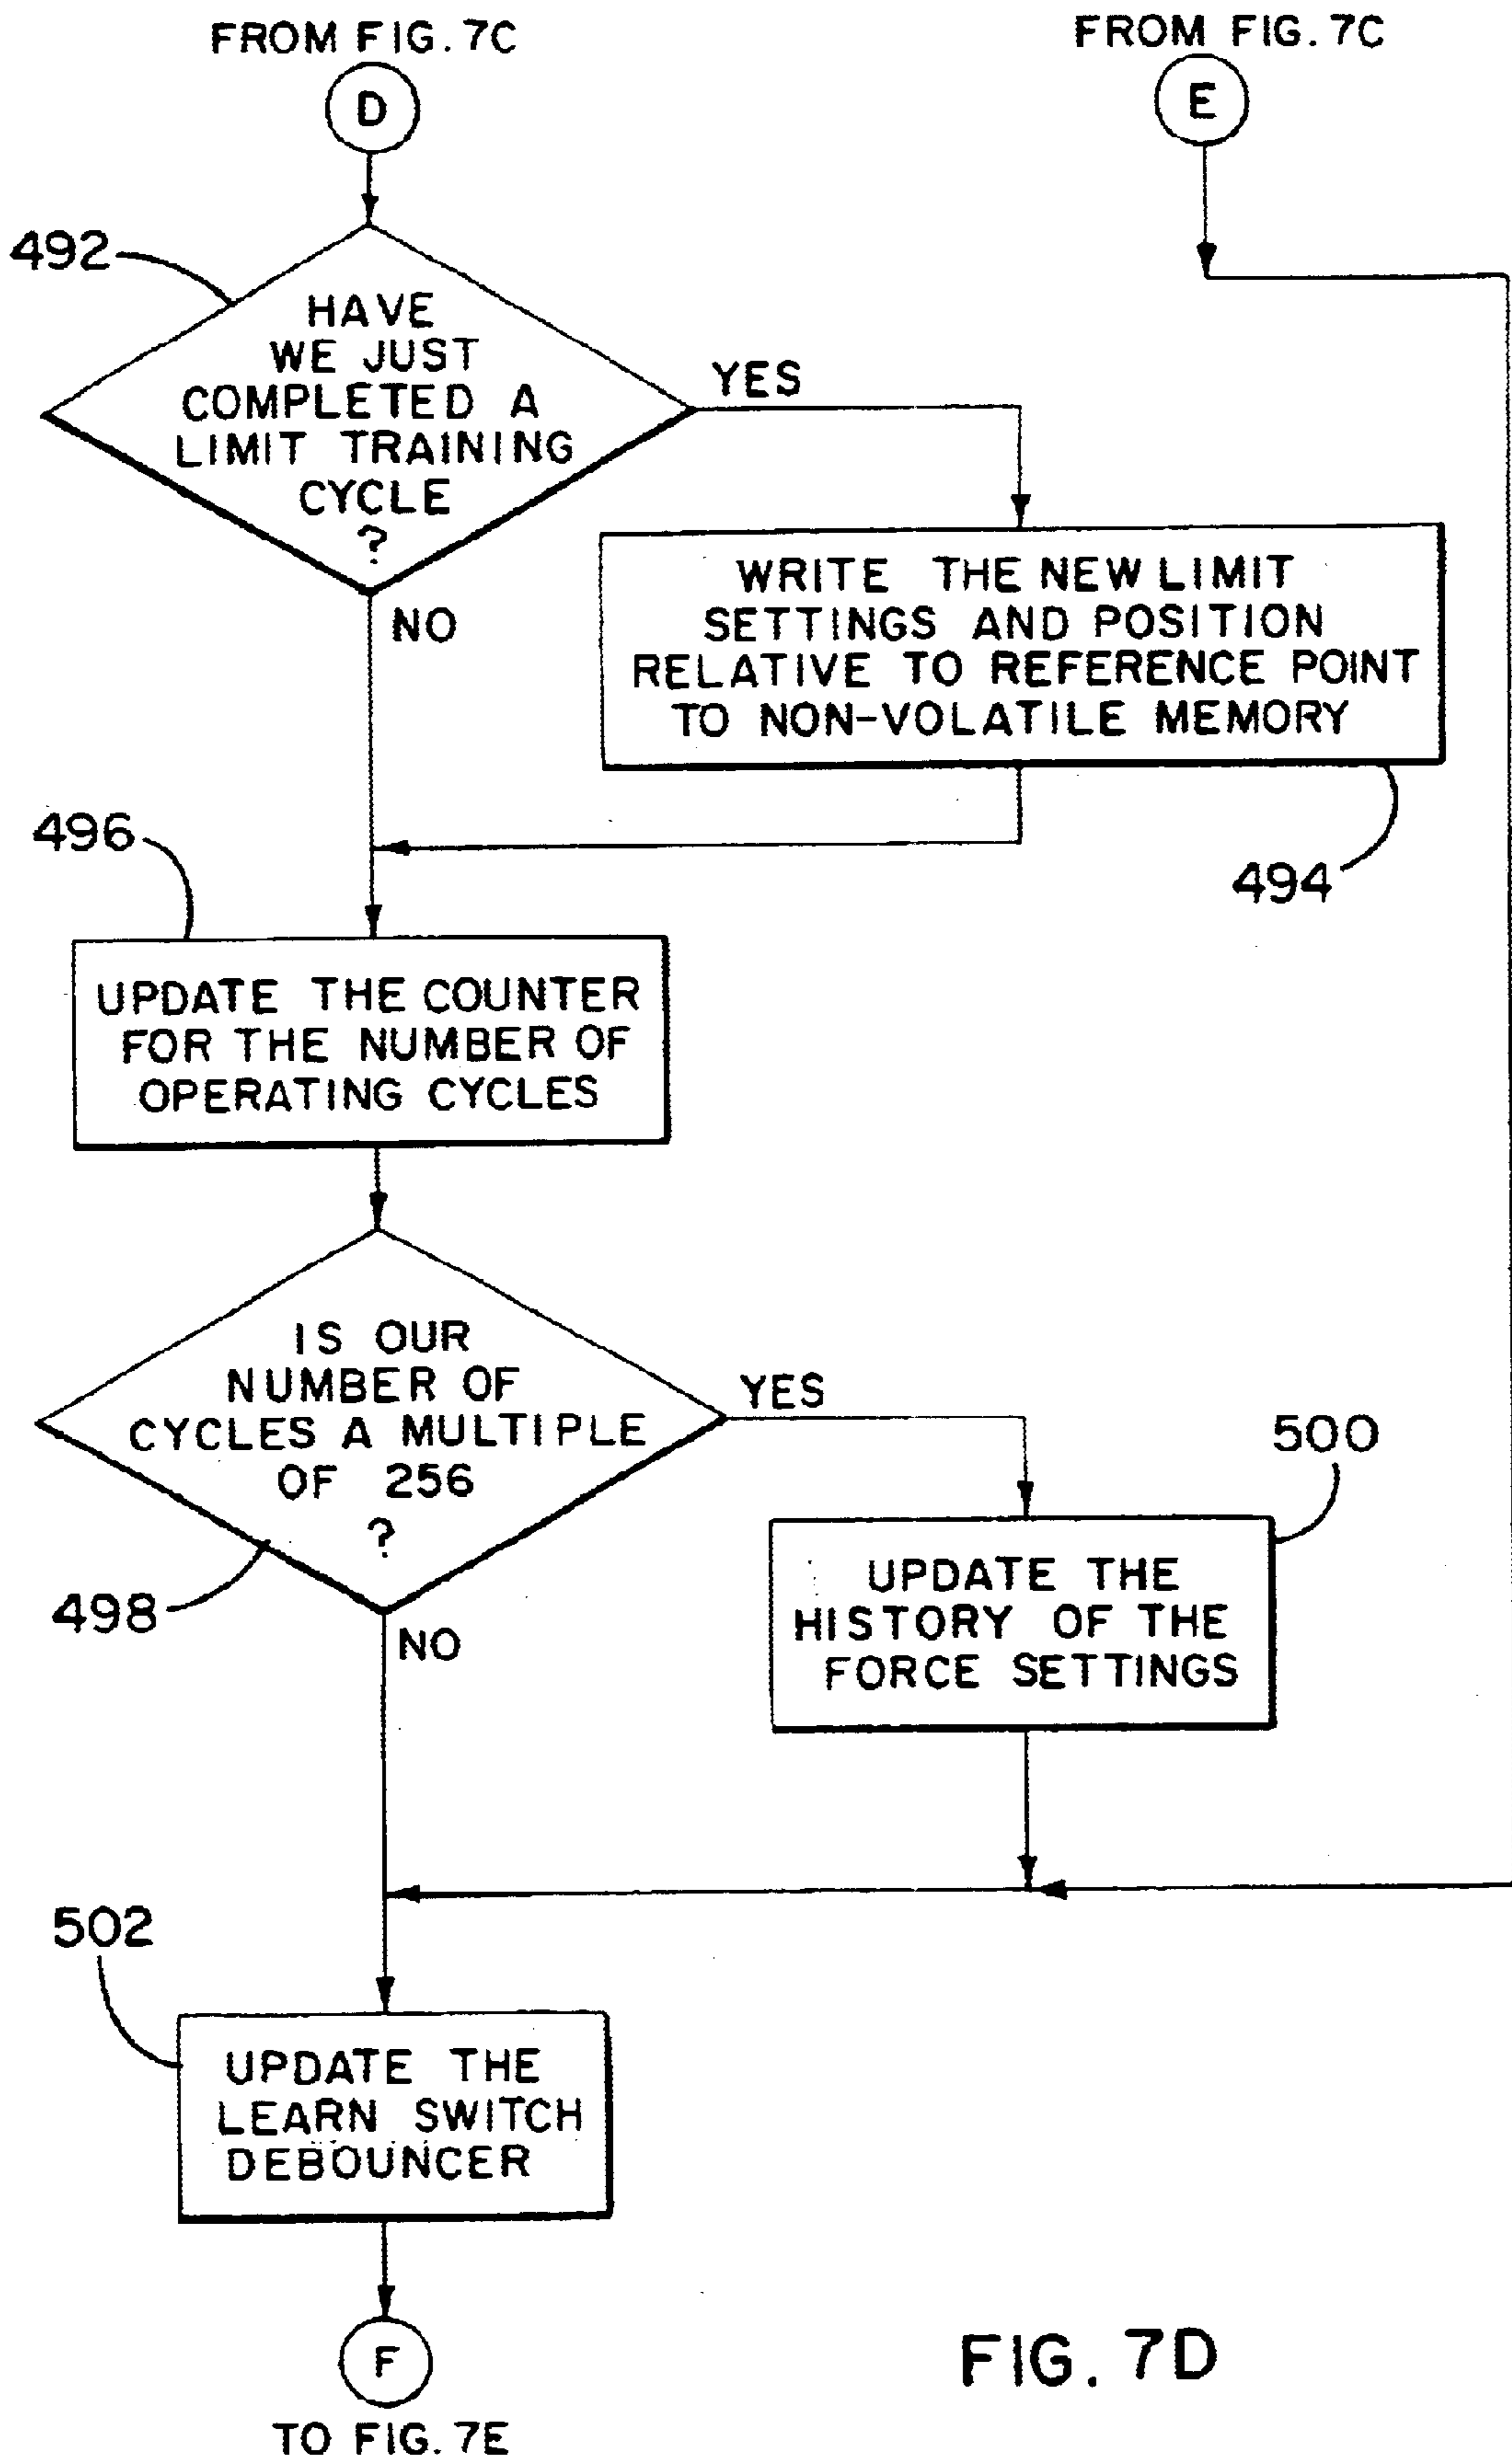 FROM FIG. 7C
D
FROM FIG. 7C
E
492
HAVE
WE JUST
COMPLETED A
LIMIT TRAINING
CYCLE
?
YES
NO
WRITE THE NEW LIMIT
SETTINGS AND POSITION
RELATIVE TO REFERENCE POINT
TO NON-VOLATILE MEMORY
494
496
UPDATE THE COUNTER
FOR THE NUMBER OF
OPERATING CYCLES
IS OUR
NUMBER OF
CYCLES A MULTIPLE
OF 256
?
YES
498
NO
500
UPDATE THE
HISTORY OF THE
FORCE SETTINGS
502
UPDATE THE
LEARN SWITCH
DEBOUNCER
F
TO FIG. 7E
FIG. 7D